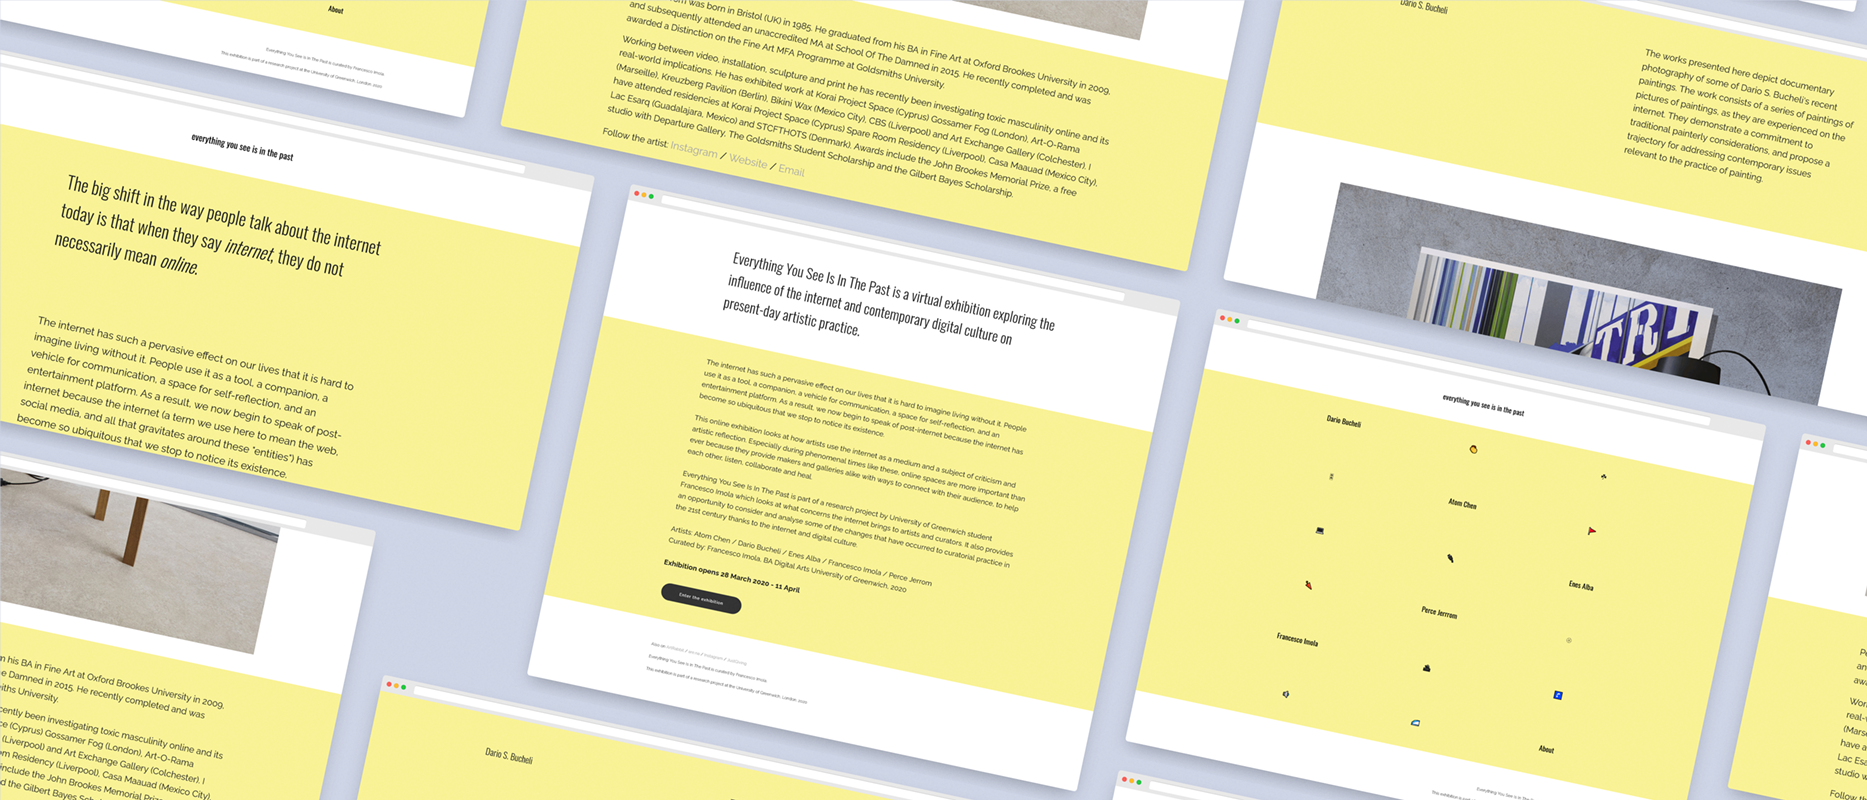 About
Everything You See Is In The Past is curated by Francesco Imola
This exhibition is part of a research project at the University of Greenwich, London 2020
everything you see is in the past
The big shift in the way people talk about the internet
today is that when they say internet, they do not
necessarily mean online.
The internet has such a pervasive effect on our lives that it is hard to
imagine living without it. People use it as a tool, a companion, a
vehicle for communication, a space for self-reflection, and an
entertainment platform. As a result, we now begin to speak of post-
internet because the internet (a term we use here to mean the web,
social media, and all that gravitates around these "entities") has
become so ubiquitous that we stop to notice its existence.
was born in Bristol (UK) in 1985. He graduated from his BA in Fine Art at Oxford Brookes University in 2009,
and subsequently attended an unaccredited MA at School Of The Damned in 2015. He recently completed and was
awarded a Distinction on the Fine Art MFA Programme at Goldsmiths University.
Working between video, installation, sculpture and print he has recently been investigating toxic masculinity online and its
real-world implications. He has exhibited work at Korai Project Space (Cyprus) Gossamer Fog (London), Art-O-Rama
(Marseille), Kreuzberg Pavilion (Berlin), Bikini Wax (Mexico City), CBS (Liverpool) and Art Exchange Gallery (Colchester). I
have attended residencies at Korai Project Space (Cyprus) Spare Room Residency (Liverpool), Casa Maauad (Mexico City),
Lac Esarq (Guadalajara, Mexico) and STCFTHOTS (Denmark). Awards include the John Brookes Memorial Prize, a free
studio with Departure Gallery, The Goldsmiths Student Scholarship and the Gilbert Bayes Scholarship.
Follow the artist: Instagram / Website / Email
Dario S. Bucheli
The works presented here depict documentary
photography of some of Dario S. Bucheli's recent
paintings. The work consists of a series of paintings of
pictures of paintings, as they are experienced on the
internet. They demonstrate a commitment to
traditional painterly considerations, and propose a
trajectory for addressing contemporary issues
relevant to the practice of painting.
Everything You See Is In The Past is a virtual exhibition exploring the
influence of the internet and contemporary digital culture on
present-day artistic practice.
The internet has such a pervasive effect on our lives that it is hard to imagine living without it. People
use it as a tool, a companion, a vehicle for communication, a space for self-reflection, and an
entertainment platform. As a result, we now begin to speak of post-internet because the internet has
become so ubiquitous that we stop to notice its existence.
This online exhibition looks at how artists use the internet as a medium and a subject of criticism and
artistic reflection. Especially during phenomenal times like these, online spaces are more important than
ever because they provide makers and galleries alike with ways to connect with their audience, to help
each other, listen, collaborate and heal.
Everything You See Is In The Past is part of a research project by University of Greenwich student
Francesco Imola which looks at what concerns the internet brings to artists and curators. It also provides
an opportunity to consider and analyse some of the changes that have occurred to curatorial practice in
the 21st century thanks to the internet and digital culture.
Artists: Atom Chen / Dario Bucheli / Enes Alba / Francesco Imola / Perce Jerrom
Curated by: Francesco Imola, BA Digital Arts University of Greenwich, 2020
Exhibition opens 28 March 2020 - 11 April
Enter the exhibition
Everything You See Is In The Past is curated by Francesco Imola
This exhibition is part of a research project at the University of Greenwich, London 2020
everything you see is in the past
Dario Bucheli
Atom Chen
Enes Alba
Perce Jerrrom
Francesco Imola
About
his BA in Fine Art at Oxford Brookes University in 2009,
Damned in 2015. He recently completed and was
University.
been investigating toxic masculinity online and its
(Cyprus) Gossamer Fog (London), Art-O-Rama
(Liverpool) and Art Exchange Gallery (Colchester). I
Residency (Liverpool), Casa Maauad (Mexico City),
include the John Brookes Memorial Prize
the Gilbert Bayes
Dario S. Bucheli
Everything You See Is In The
This exhibition is part of a research project at the
have a
Lac Esa
studio w
Follow th